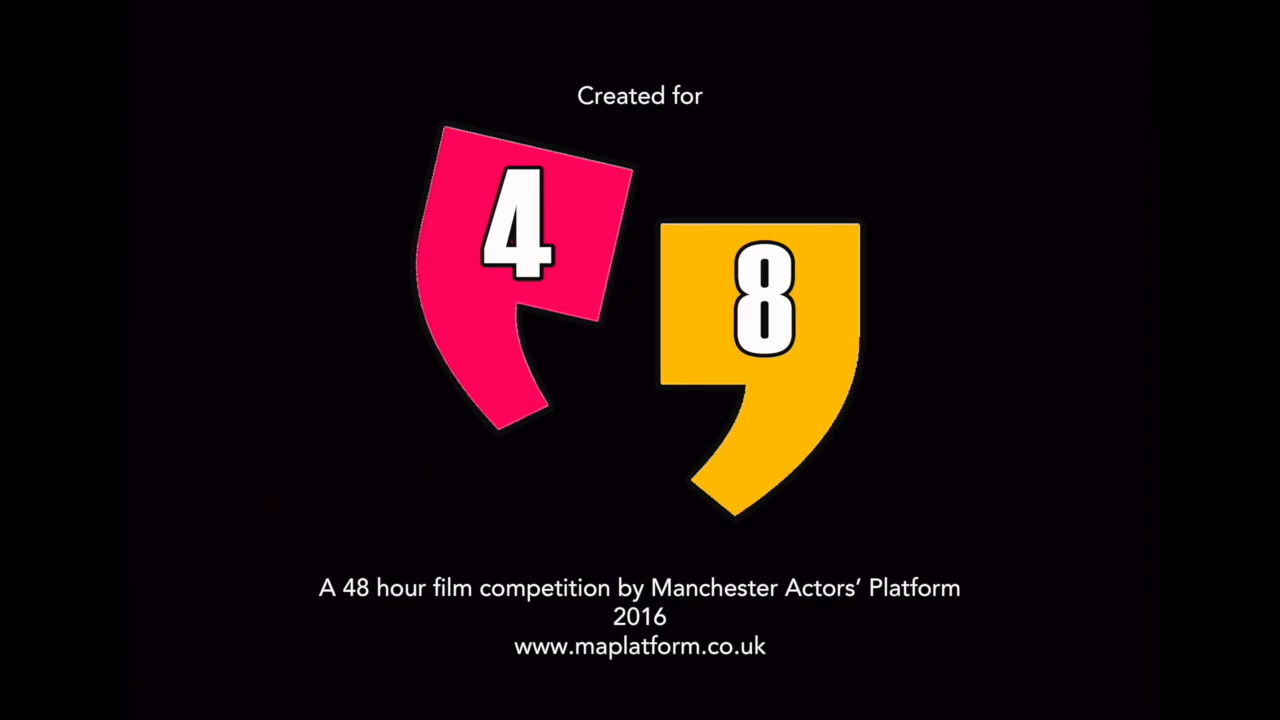 Created for
4
8
A 48 hour film competition by Manchester Actors’ Platform
2016
www.maplatform.co.uk